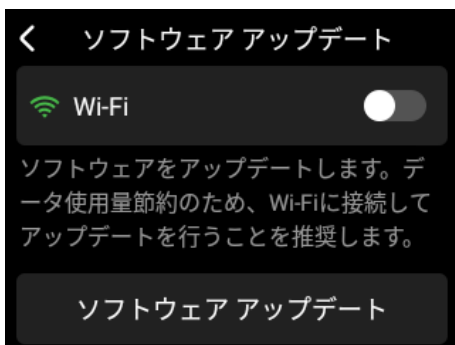 ソフトウェア アップデート
Wi-Fi
ソフトウェアをアップデートします。デ
ータ使用量節約のため、Wi-Fiに接続して
アップデートを行うことを推奨します。
ソフトウェア アップデート